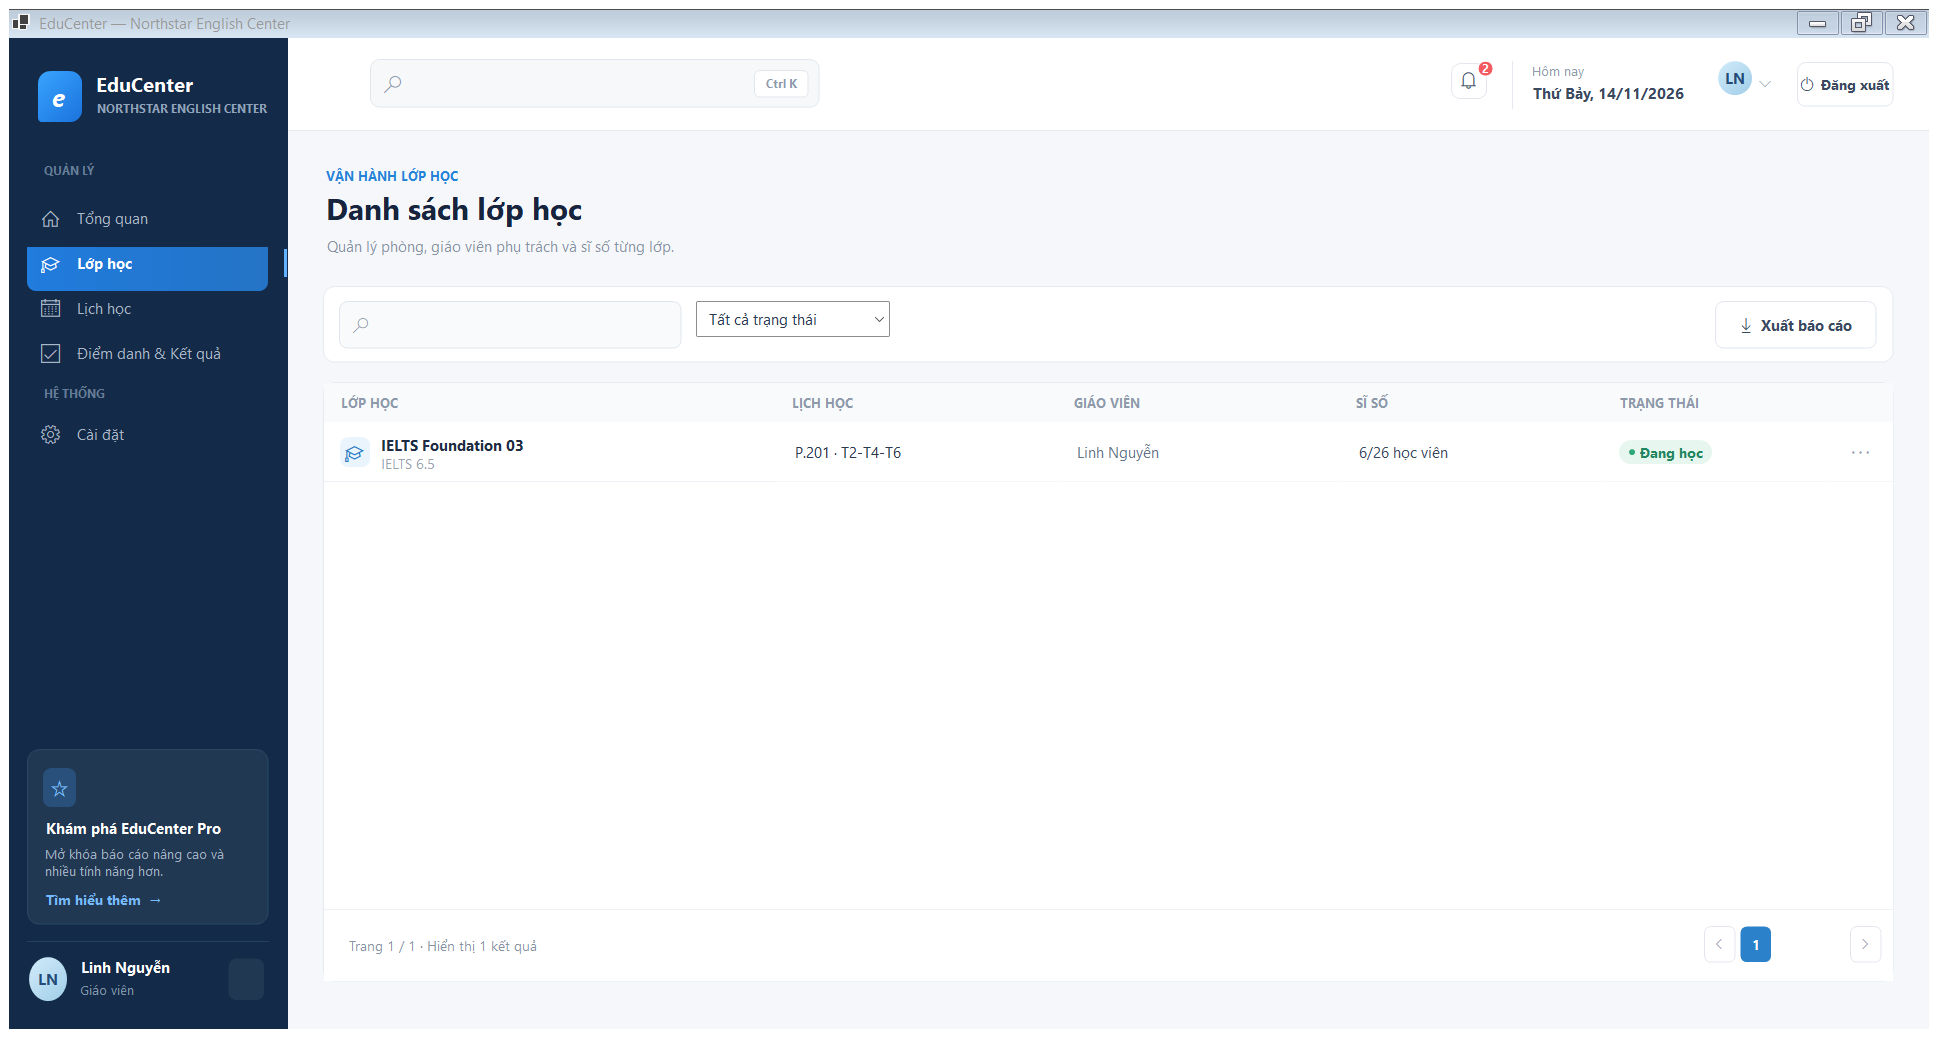 EduCenter — Northstar English Center
e
EduCenter
NORTHSTAR ENGLISH CENTER
Ctrl K
2
Hôm nay
Thứ Bảy, 14/11/2026
LN
Đăng xuất
QUẢN LÝ
Tổng quan
Lớp học
Lịch học
Điểm danh & Kết quả
HỆ THỐNG
Cài đặt
VẬN HÀNH LỚP HỌC
Danh sách lớp học
Quản lý phòng, giáo viên phụ trách và sĩ số từng lớp.
Tất cả trạng thái
Xuất báo cáo
LỚP HỌC LỊCH HỌC GIÁO VIÊN SĨ SỐ TRẠNG THÁI
IELTS Foundation 03
IELTS 6.5
P.201 · T2-T4-T6
Linh Nguyễn
6/26 học viên
Đang học
Khám phá EduCenter Pro
Mở khóa báo cáo nâng cao và
nhiều tính năng hơn.
Tìm hiểu thêm →
LN
Linh Nguyễn
Giáo viên
Trang 1 / 1 · Hiển thị 1 kết quả
1